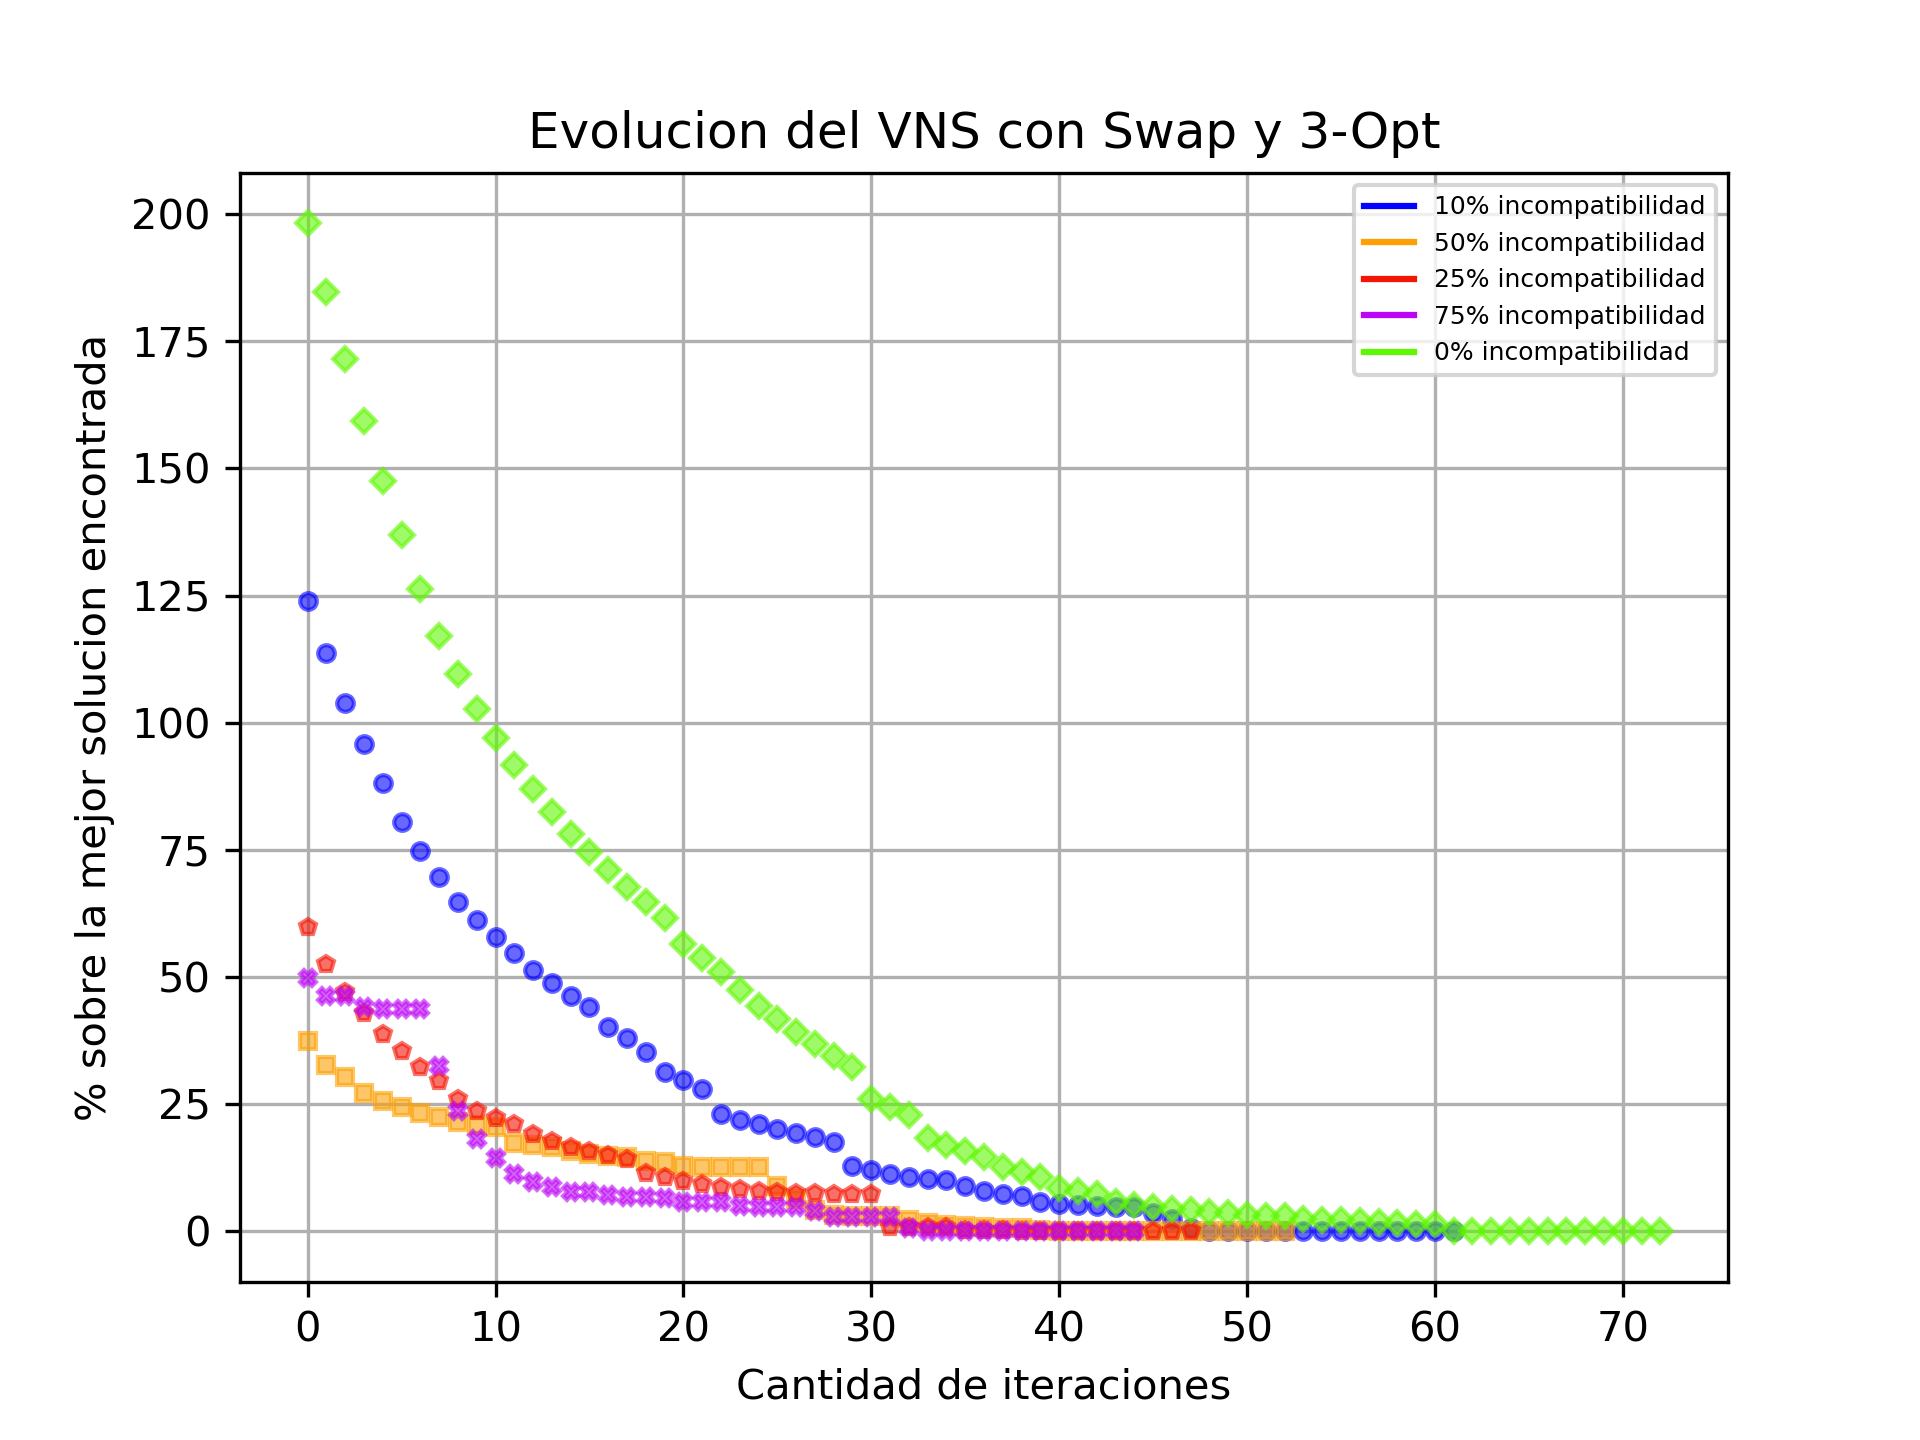 Evolucion del VNS con Swap y 3-Opt
% sobre la mejor solucion encontrada
200
175
150
125
100
75
50
25
0
10% incompatibilidad
50% incompatibilidad
25% incompatibilidad
75% incompatibilidad
0% incompatibilidad
0 10 20 30 40 50 60 70
Cantidad de iteraciones